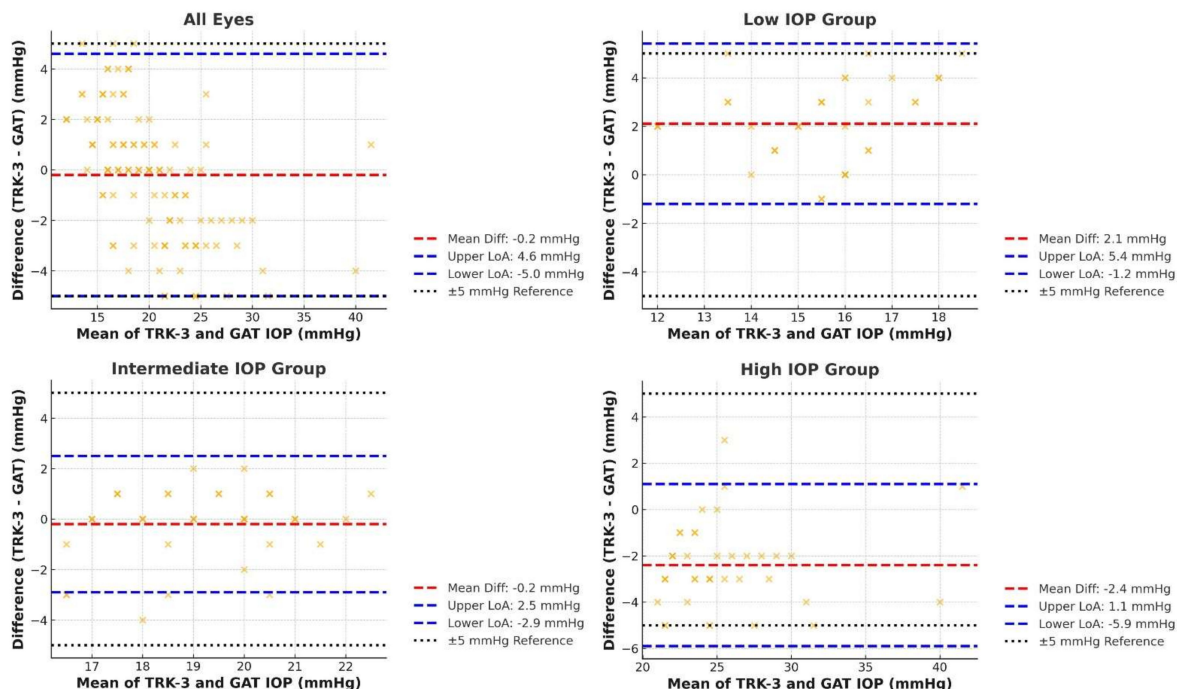 All Eyes
Difference (TRK-3 - GAT) (mmHg)
4
2
0
−2
−4
15 20 25 30 35 40
Mean of TRK-3 and GAT IOP (mmHg)
Mean Diff: -0.2 mmHg
Upper LoA: 4.6 mmHg
Lower LoA: -5.0 mmHg
±5 mmHg Reference
Low IOP Group
Difference (TRK-3 - GAT) (mmHg)
4
2
0
−2
−4
12 13 14 15 16 17 18
Mean of TRK-3 and GAT IOP (mmHg)
Mean Diff: 2.1 mmHg
Upper LoA: 5.4 mmHg
Lower LoA: -1.2 mmHg
±5 mmHg Reference
Intermediate IOP Group
Difference (TRK-3 - GAT) (mmHg)
4
2
0
−2
−4
17 18 19 20 21 22
Mean of TRK-3 and GAT IOP (mmHg)
Mean Diff: -0.2 mmHg
Upper LoA: 2.5 mmHg
Lower LoA: -2.9 mmHg
±5 mmHg Reference
High IOP Group
Difference (TRK-3 - GAT) (mmHg)
4
2
0
−2
−4
−6
20 25 30 35 40
Mean of TRK-3 and GAT IOP (mmHg)
Mean Diff: -2.4 mmHg
Upper LoA: 1.1 mmHg
Lower LoA: -5.9 mmHg
±5 mmHg Reference